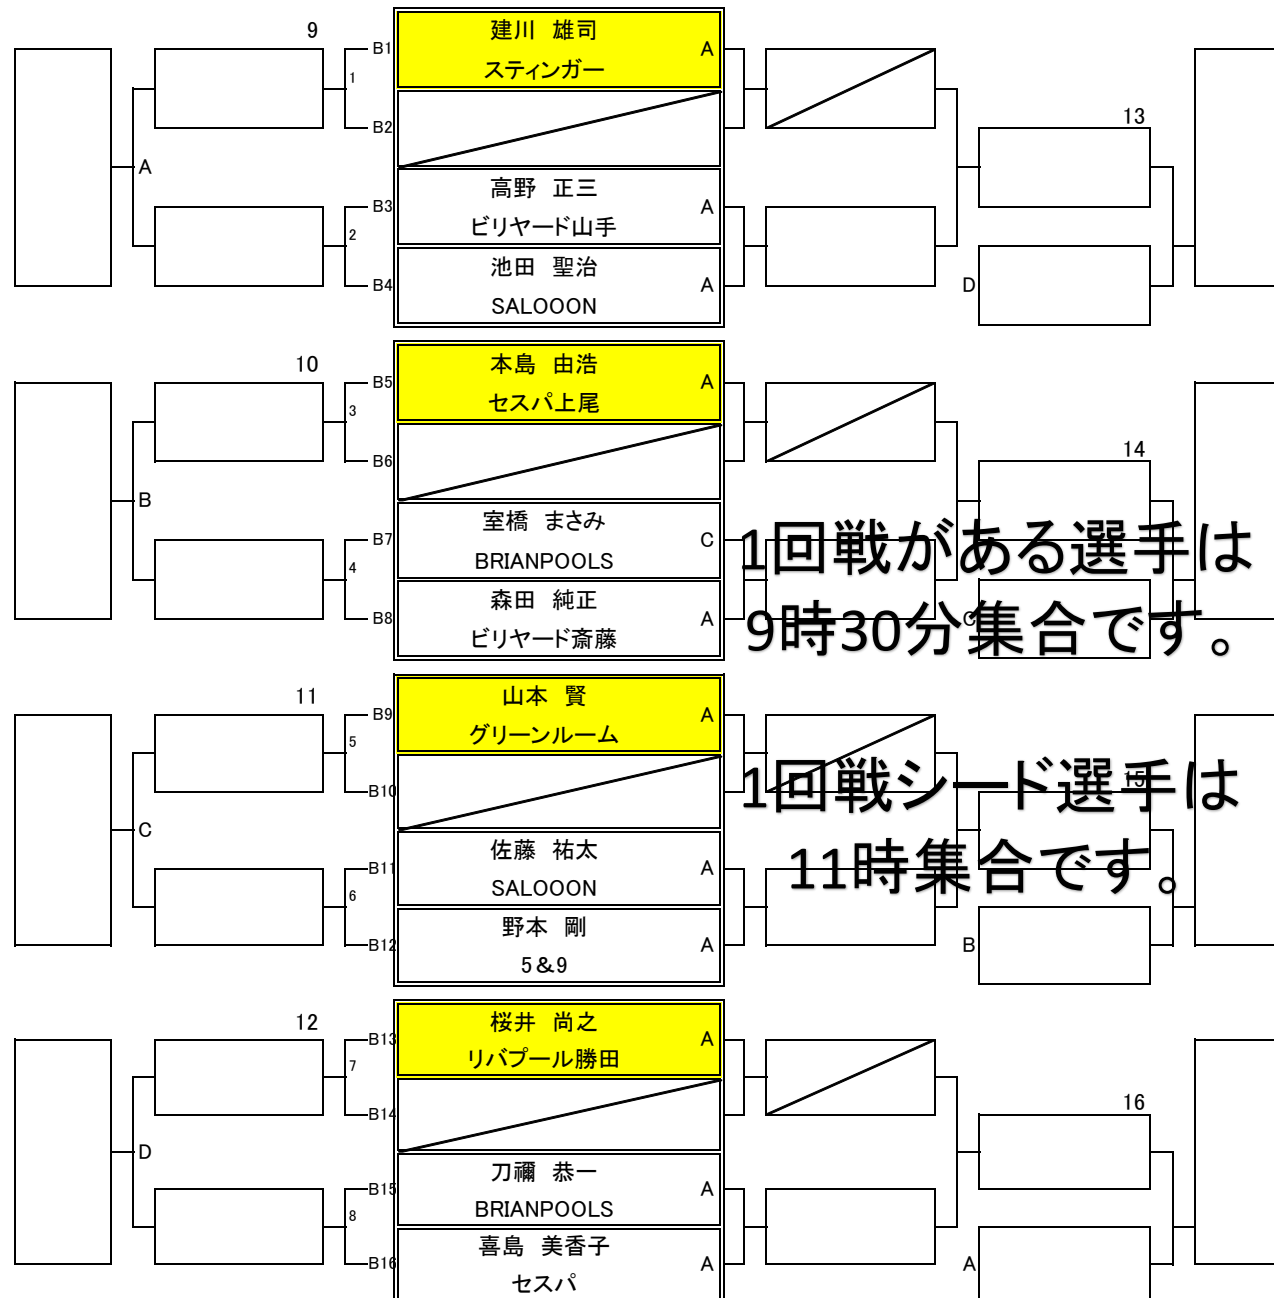 9
B1
建川 雄司
A
スティンガー
1
B2
13
A
B3
高野 正三
A
ビリヤード山手
2
B4
池田 聖治
A
SALOOON
D
10
B5
本島 由浩
A
セスパ上尾
3
B6
14
B
B7
室橋 まさみ
C
BRIANPOOLS
4
B8
森田 純正
A
ビリヤード斎藤
C
1回戦がある選手は
9時30分集合です。
11
B9
山本 賢
A
グリーンルーム
5
B10
15
1回戦シード選手は
11時集合です。
C
B11
佐藤 祐太
A
SALOOON
6
B12
野本 剛
A
5&9
B
12
B13
桜井 尚之
A
リバプール勝田
7
B14
16
D
B15
刀禰 恭一
A
BRIANPOOLS
8
B16
喜島 美香子
A
セスパ
A